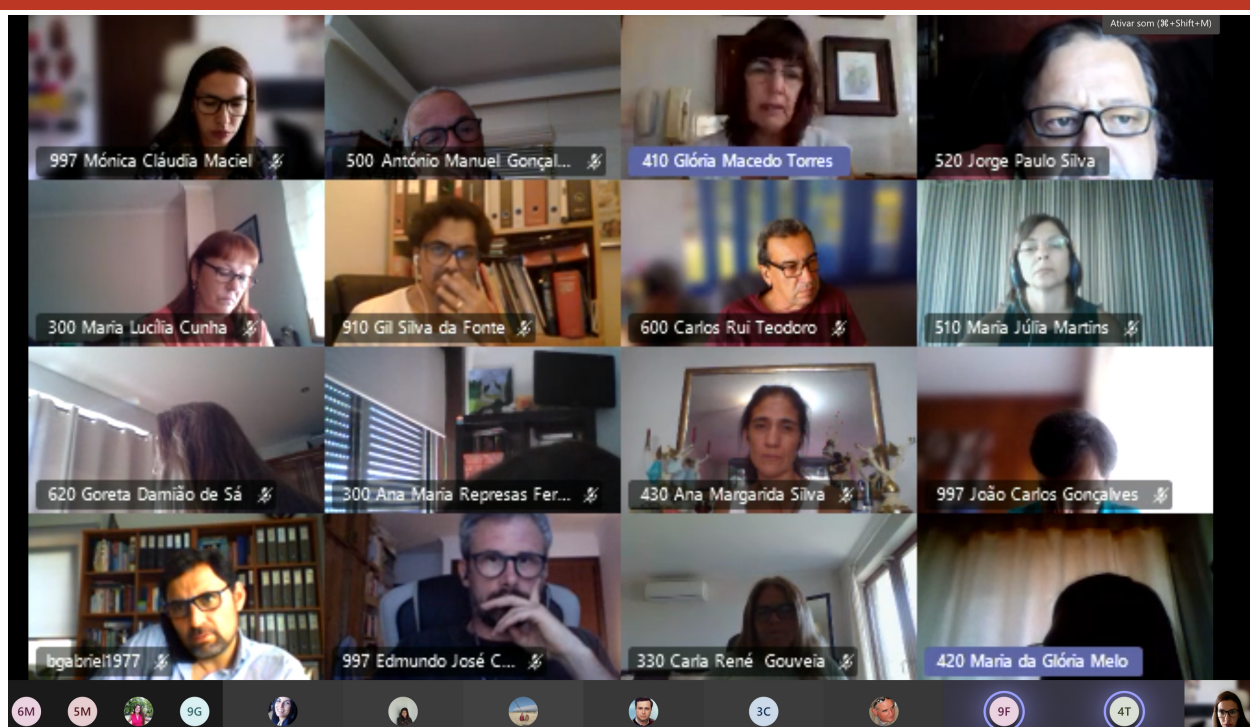 Ativar som (⌘+Shift+M)
997 Mónica Cláudia Maciel
500 António Manuel Gonçal...
410 Glória Macedo Torres
520 Jorge Paulo Silva
300 Maria Lucília Cunha
910 Gil Silva da Fonte
600 Carlos Rui Teodoro
510 Maria Júlia Martins
620 Goreta Damião de Sá
300 Ana Maria Represas Fer...
430 Ana Margarida Silva
997 João Carlos Gonçalves
bgabriel1977
997 Edmundo José C...
330 Carla René Gouveia
420 Maria da Glória Melo
6M 5M 9G 3C 9F 4T